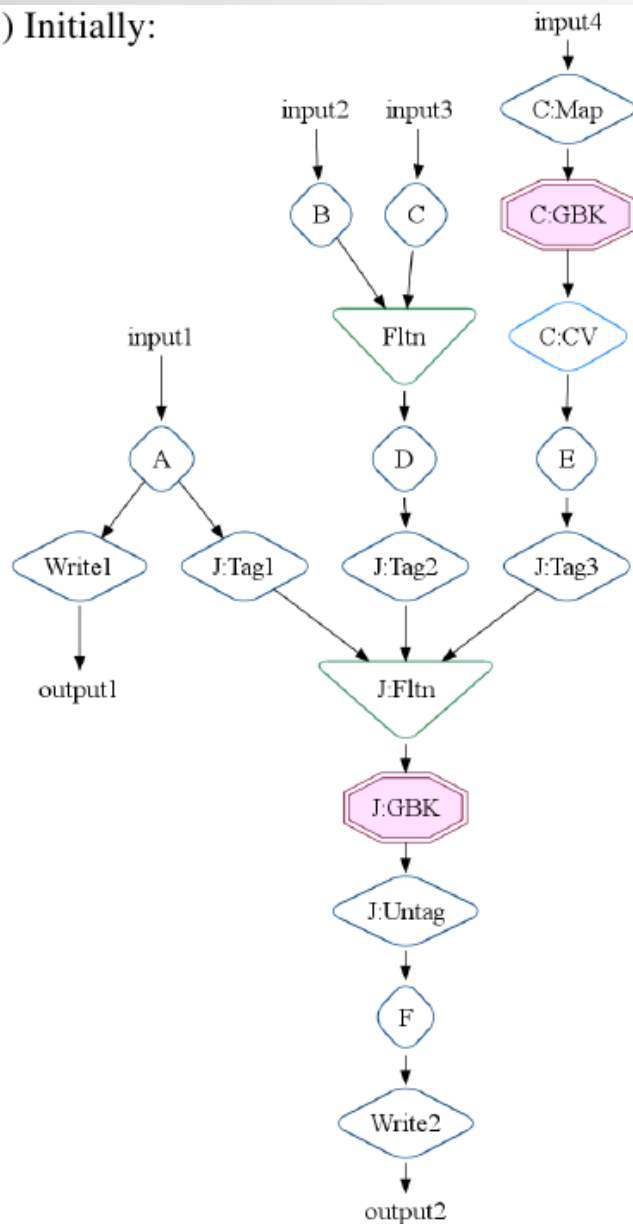 ) Initially:
input4
C:Map
input2 input3
B C C:GBK
input1 Fltn C:CV
A D E
Write1 J:Tag1 J:Tag2 J:Tag3
output1 J:Fltn
J:GBK
J:Untag
F
Write2
output2